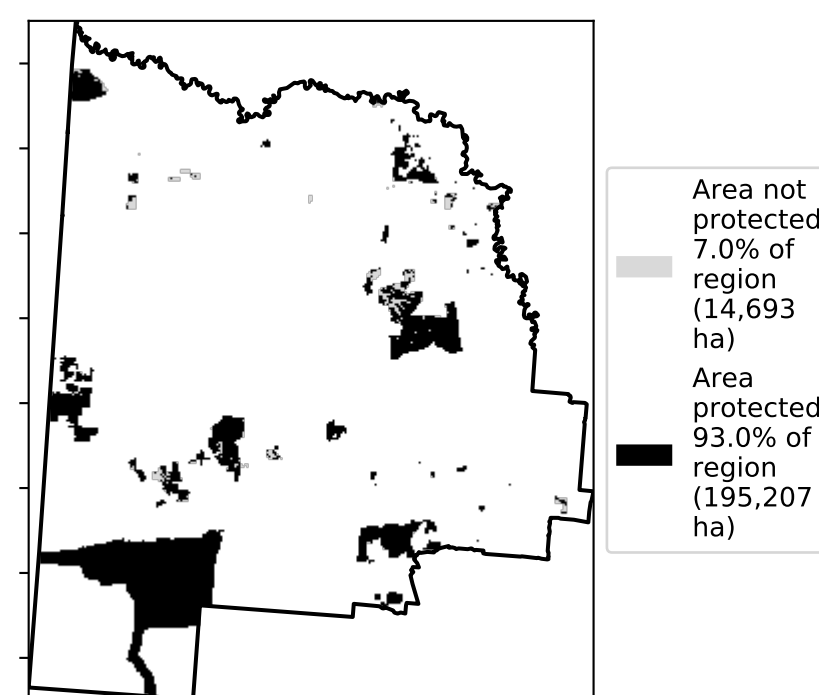 Area not
protected
7.0% of
region
(14,693
ha)
Area
protected
93.0% of
region
(195,207
ha)